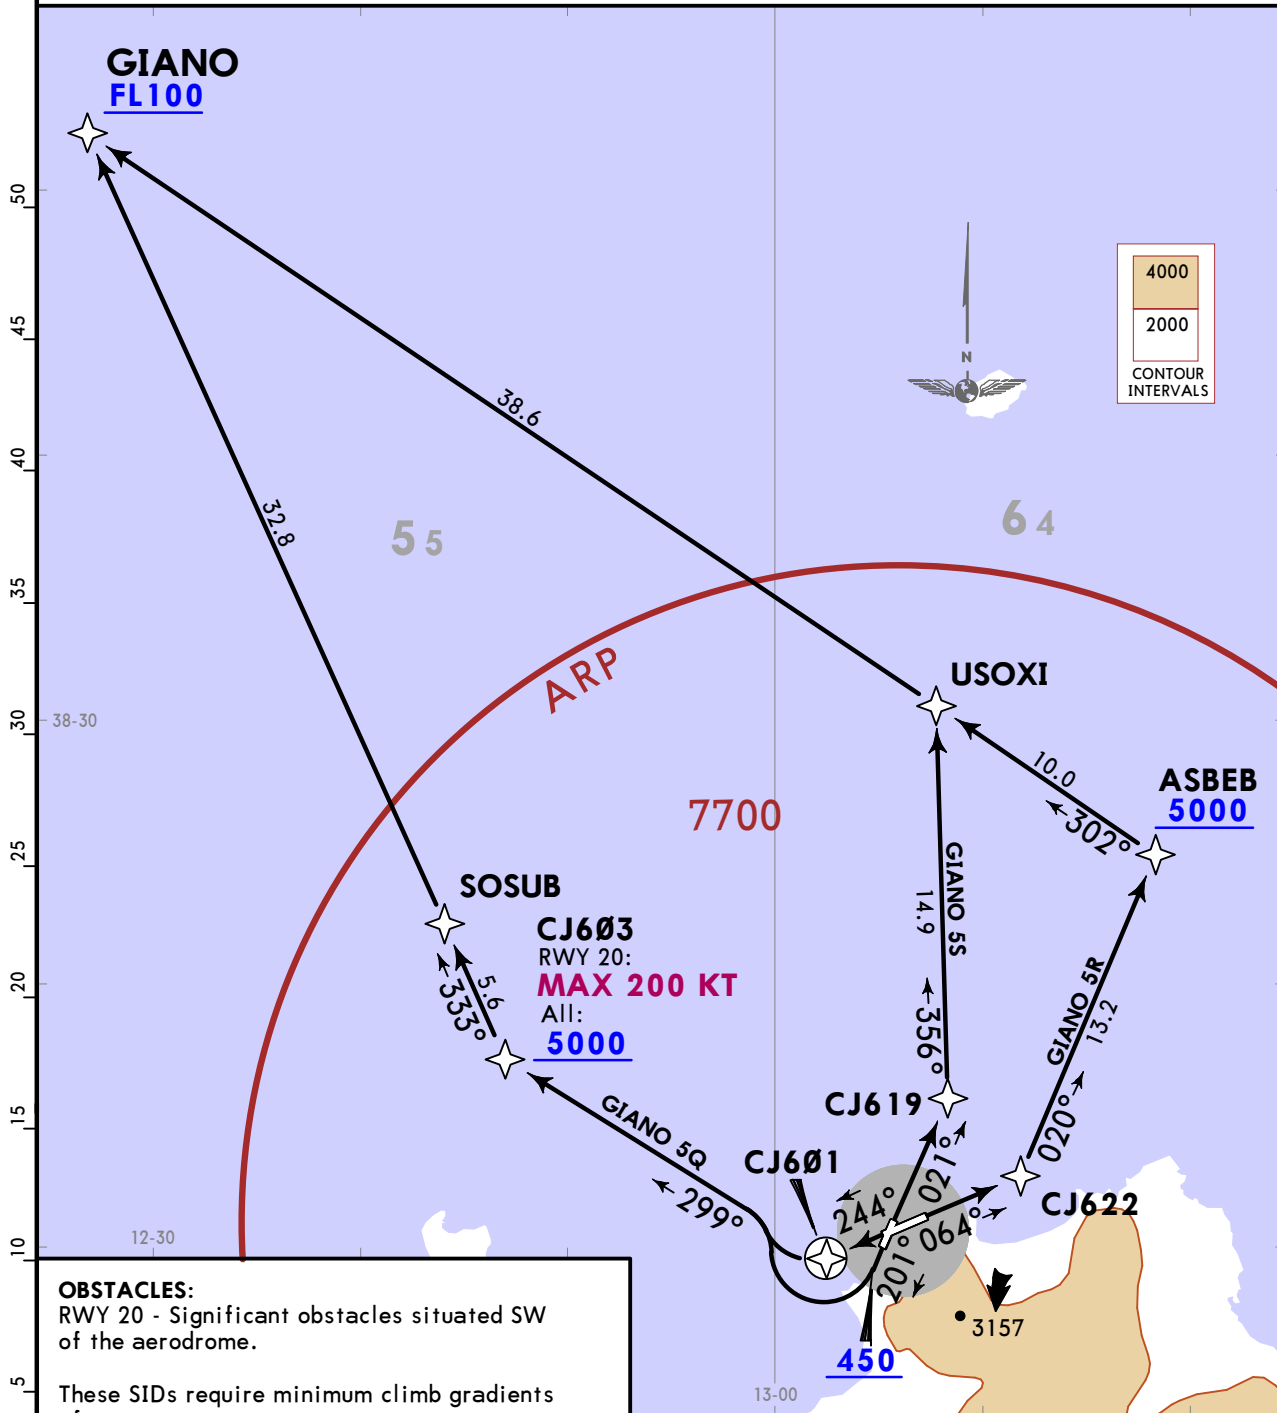 GIANO
FL100
50
45
40
35
30
25
20
15
10
5
N
4000
2000
CONTOUR
INTERVALS
38.6
32.8
5 5
6 4
ARP
USOXI
38-30
10.0
ASBEB
5000
302°
7700
GIANO 5S
14.9
356°
SOSUB
CJ6Ø3
RWY 20:
MAX 200 KT
All:
5000
5.6
333°
GIANO 5R
13.2
020°
CJ619
GIANO 5Q
299°
CJ6Ø1
021°
244°
064°
201°
CJ622
12-30
3157
450
13-00
OBSTACLES:
RWY 20 - Significant obstacles situated SW
of the aerodrome.
These SIDs require minimum climb gradients